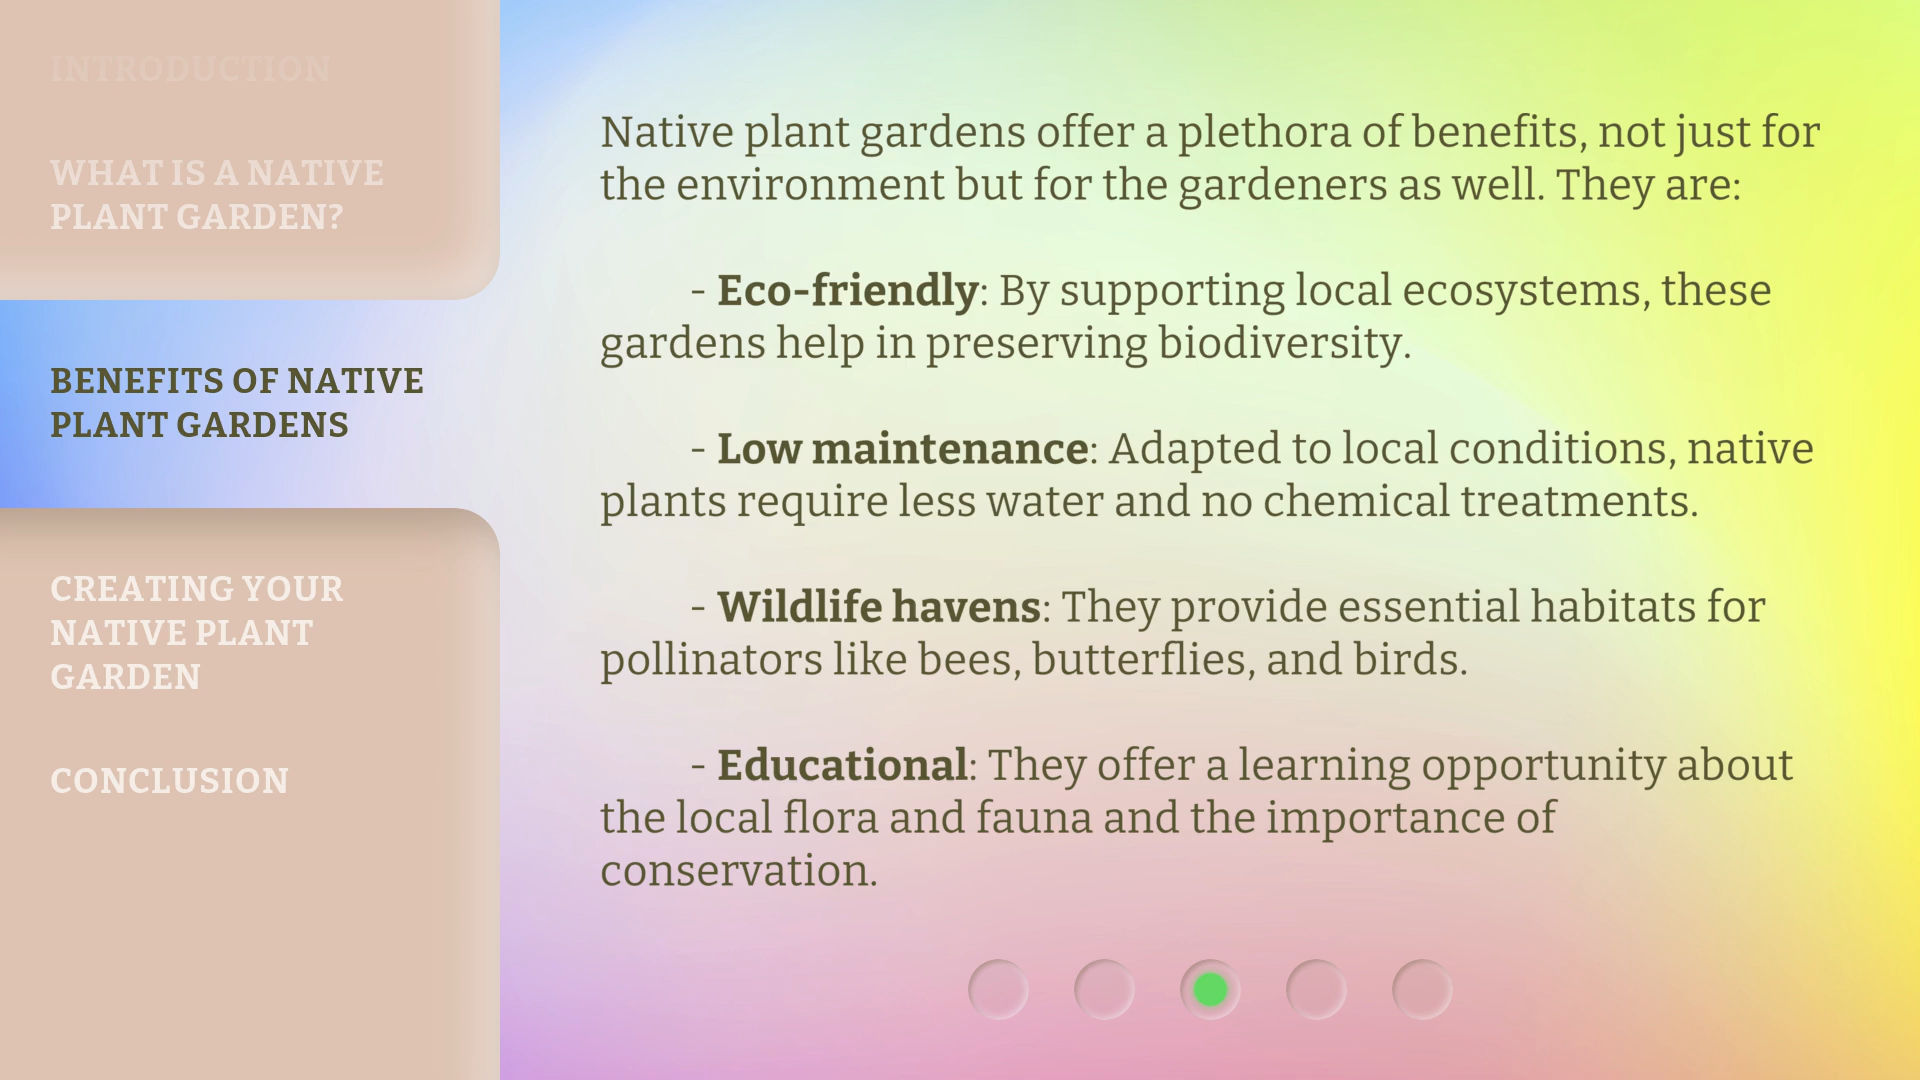 INTRODUCTION
WHAT IS A NATIVE
PLANT GARDEN?
BENEFITS OF NATIVE
PLANT GARDENS
CREATING YOUR
NATIVE PLANT
GARDEN
CONCLUSION
Native plant gardens offer a plethora of benefits, not just for
the environment but for the gardeners as well. They are:
- Eco-friendly: By supporting local ecosystems, these
gardens help in preserving biodiversity.
- Low maintenance: Adapted to local conditions, native
plants require less water and no chemical treatments.
- Wildlife havens: They provide essential habitats for
pollinators like bees, butterflies, and birds.
- Educational: They offer a learning opportunity about
the local flora and fauna and the importance of
conservation.